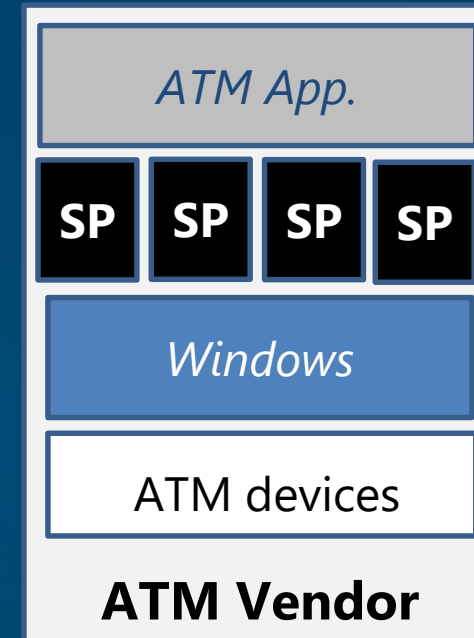 ATM App.
SP SP SP SP
Windows
ATM devices
ATM Vendor